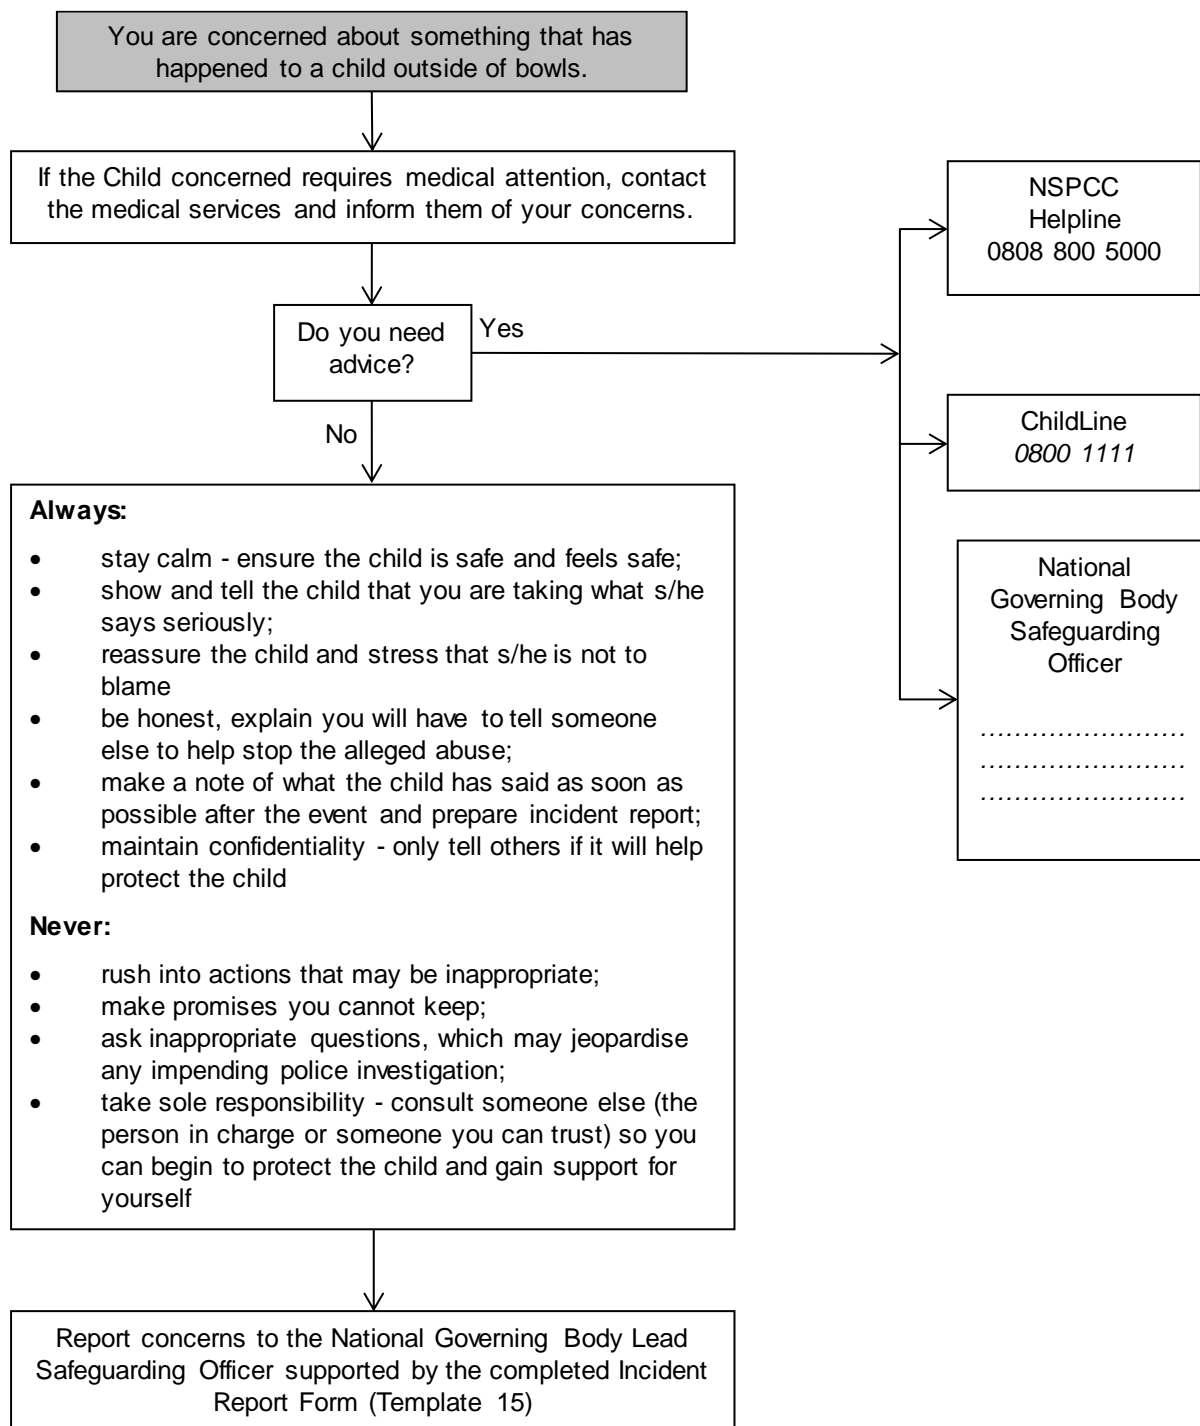 You are concerned about something that has
happened to a child outside of bowls.
If the Child concerned requires medical attention, contact
the medical services and inform them of your concerns.
Do you need
advice?
Yes
No
NSPCC
Helpline
0808 800 5000
ChildLine
0800 1111
National
Governing Body
Safeguarding
Officer
........................
........................
........................
Always:
• stay calm - ensure the child is safe and feels safe;
• show and tell the child that you are taking what s/he
says seriously;
• reassure the child and stress that s/he is not to
blame
• be honest, explain you will have to tell someone
else to help stop the alleged abuse;
• make a note of what the child has said as soon as
possible after the event and prepare incident report;
• maintain confidentiality - only tell others if it will help
protect the child
Never:
• rush into actions that may be inappropriate;
• make promises you cannot keep;
• ask inappropriate questions, which may jeopardise
any impending police investigation;
• take sole responsibility - consult someone else (the
person in charge or someone you can trust) so you
can begin to protect the child and gain support for
yourself
Report concerns to the National Governing Body Lead
Safeguarding Officer supported by the completed Incident
Report Form (Template 15)